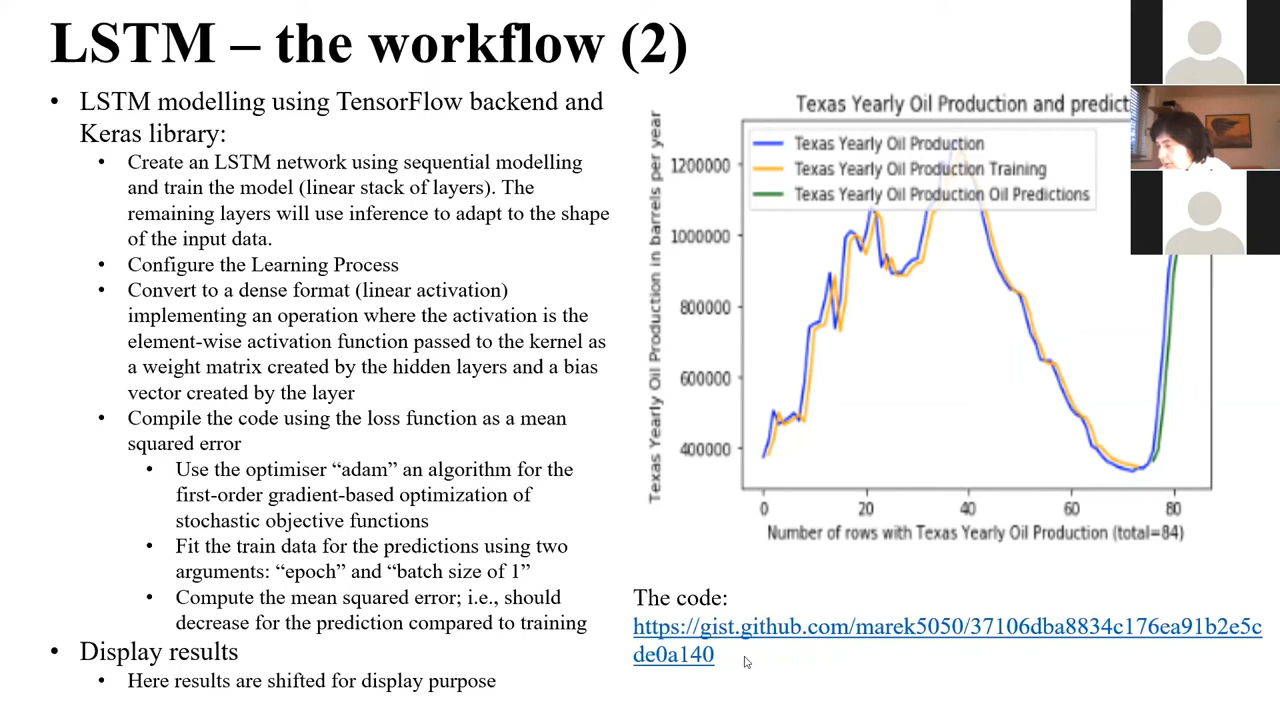 LSTM – the workflow (2)
• LSTM modelling using TensorFlow backend and
Keras library:
• Create an LSTM network using sequential modelling
and train the model (linear stack of layers). The
remaining layers will use inference to adapt to the shape
of the input data.
• Configure the Learning Process
• Convert to a dense format (linear activation)
implementing an operation where the activation is the
element-wise activation function passed to the kernel as
a weight matrix created by the hidden layers and a bias
vector created by the layer
• Compile the code using the loss function as a mean
squared error
• Use the optimiser “adam” an algorithm for the
first-order gradient-based optimization of
stochastic objective functions
• Fit the train data for the predictions using two
arguments: “epoch” and “batch size of 1”
• Compute the mean squared error; i.e., should
decrease for the prediction compared to training
• Display results
• Here results are shifted for display purpose
Texas Yearly Oil Production and predict
Texas Yearly Oil Production in barrels per year
Texas Yearly Oil Production
Texas Yearly Oil Production Training
Texas Yearly Oil Production Oil Predictions
1200000
1000000
800000
600000
400000
0 20 40 60 80
Number of rows with Texas Yearly Oil Production (total=84)
The code:
https://gist.github.com/marek5050/37106dba8834c176ea91b2e5c
de0a140